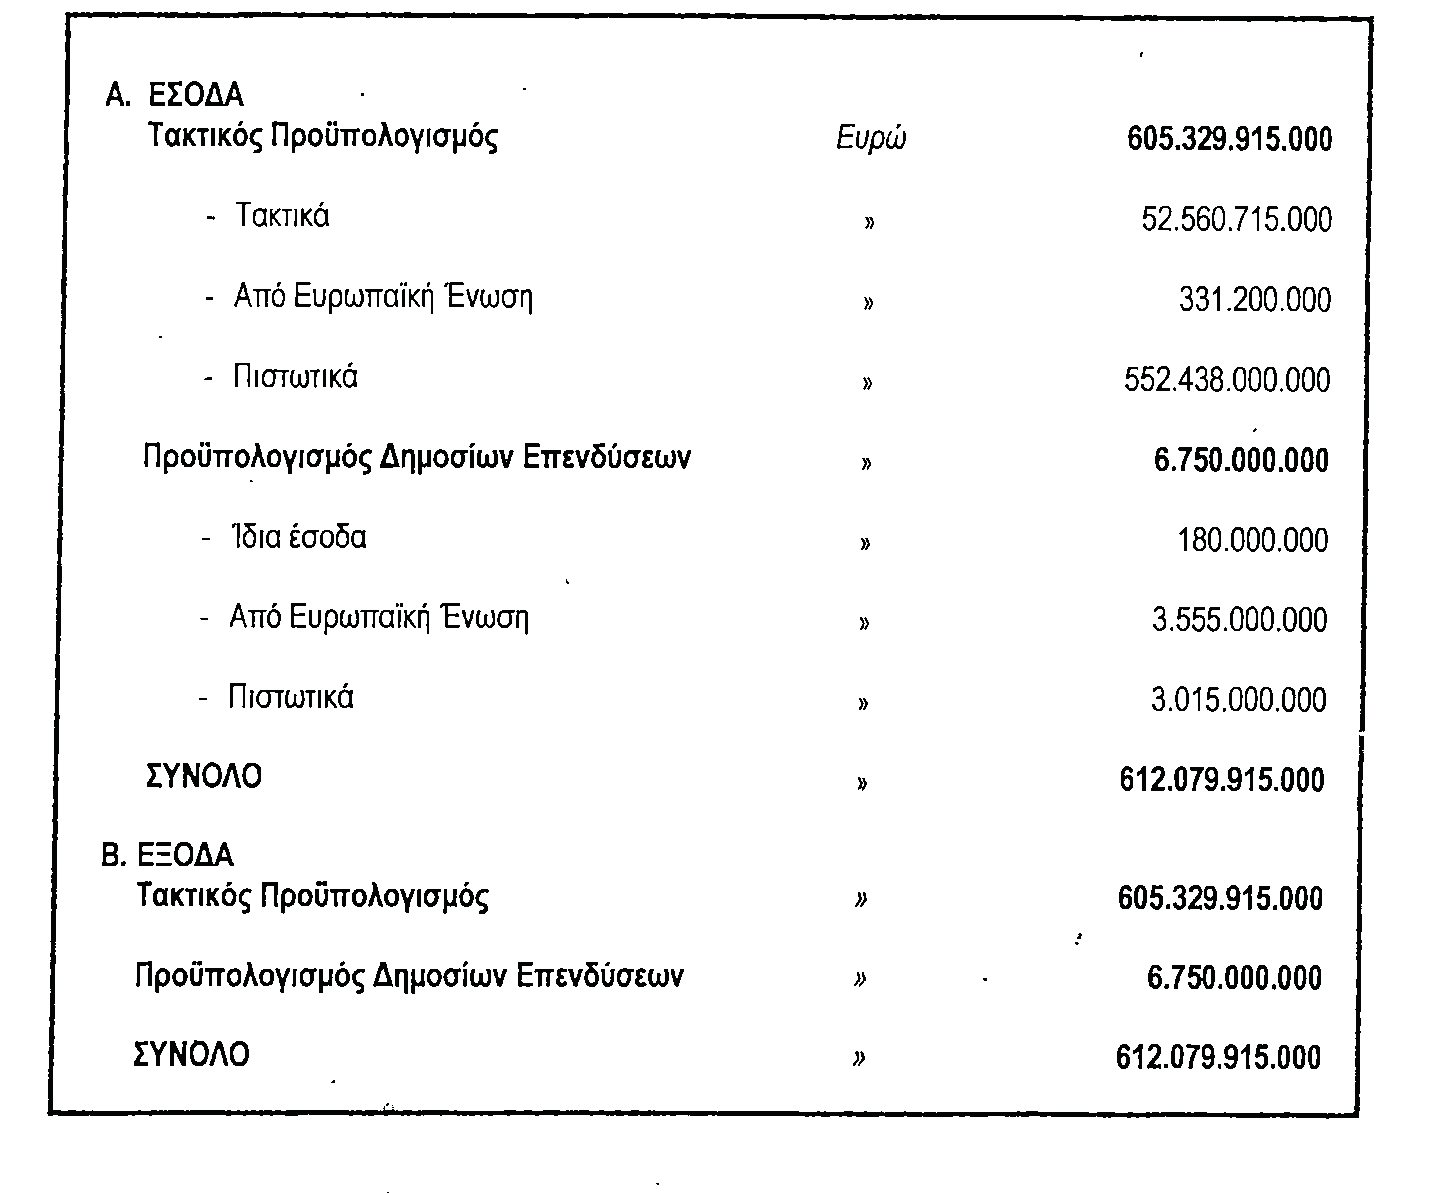 Α. ΕΣΟΔΑ
Τακτικός Προϋπολογισμός Ευρώ 605.329.915.000
- Τακτικά » 52.560.715.000
- Από Ευρωπαϊκή Ένωση » 331.200.000
- Πιστωτικά » 552.438.000.000
Προϋπολογισμός Δημοσίων Επενδύσεων » 6.750.000.000
- Ίδια έσοδα » 180.000.000
- Από Ευρωπαϊκή Ένωση » 3.555.000.000
- Πιστωτικά » 3.015.000.000
ΣΥΝΟΛΟ » 612.079.915.000
Β. ΕΞΟΔΑ
Τακτικός Προϋπολογισμός » 605.329.915.000
Προϋπολογισμός Δημοσίων Επενδύσεων » 6.750.000.000
ΣΥΝΟΛΟ » 612.079.915.000